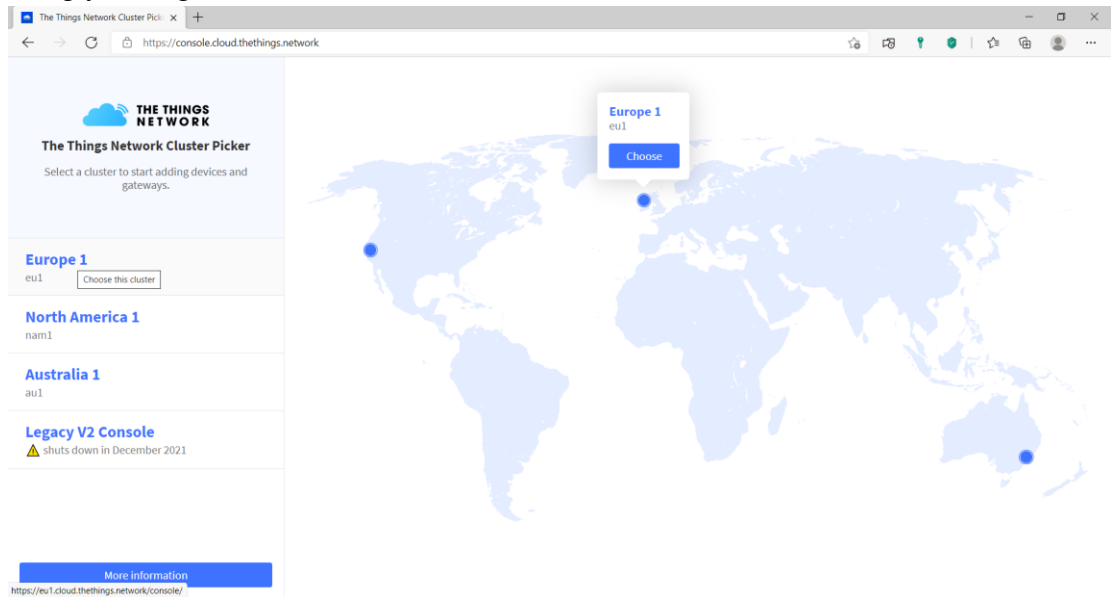 The Things Network Cluster Pick
https://console.cloud.thethings.network
THE THINGS
NETWORK
The Things Network Cluster Picker
Select a cluster to start adding devices and
gateways.
Europe 1
eu1
Choose this cluster
North America 1
nam1
Australia 1
au1
Legacy V2 Console
shuts down in December 2021
More information
https://eu1.cloud.thethings.network/console/
Europe 1
eu1
Choose